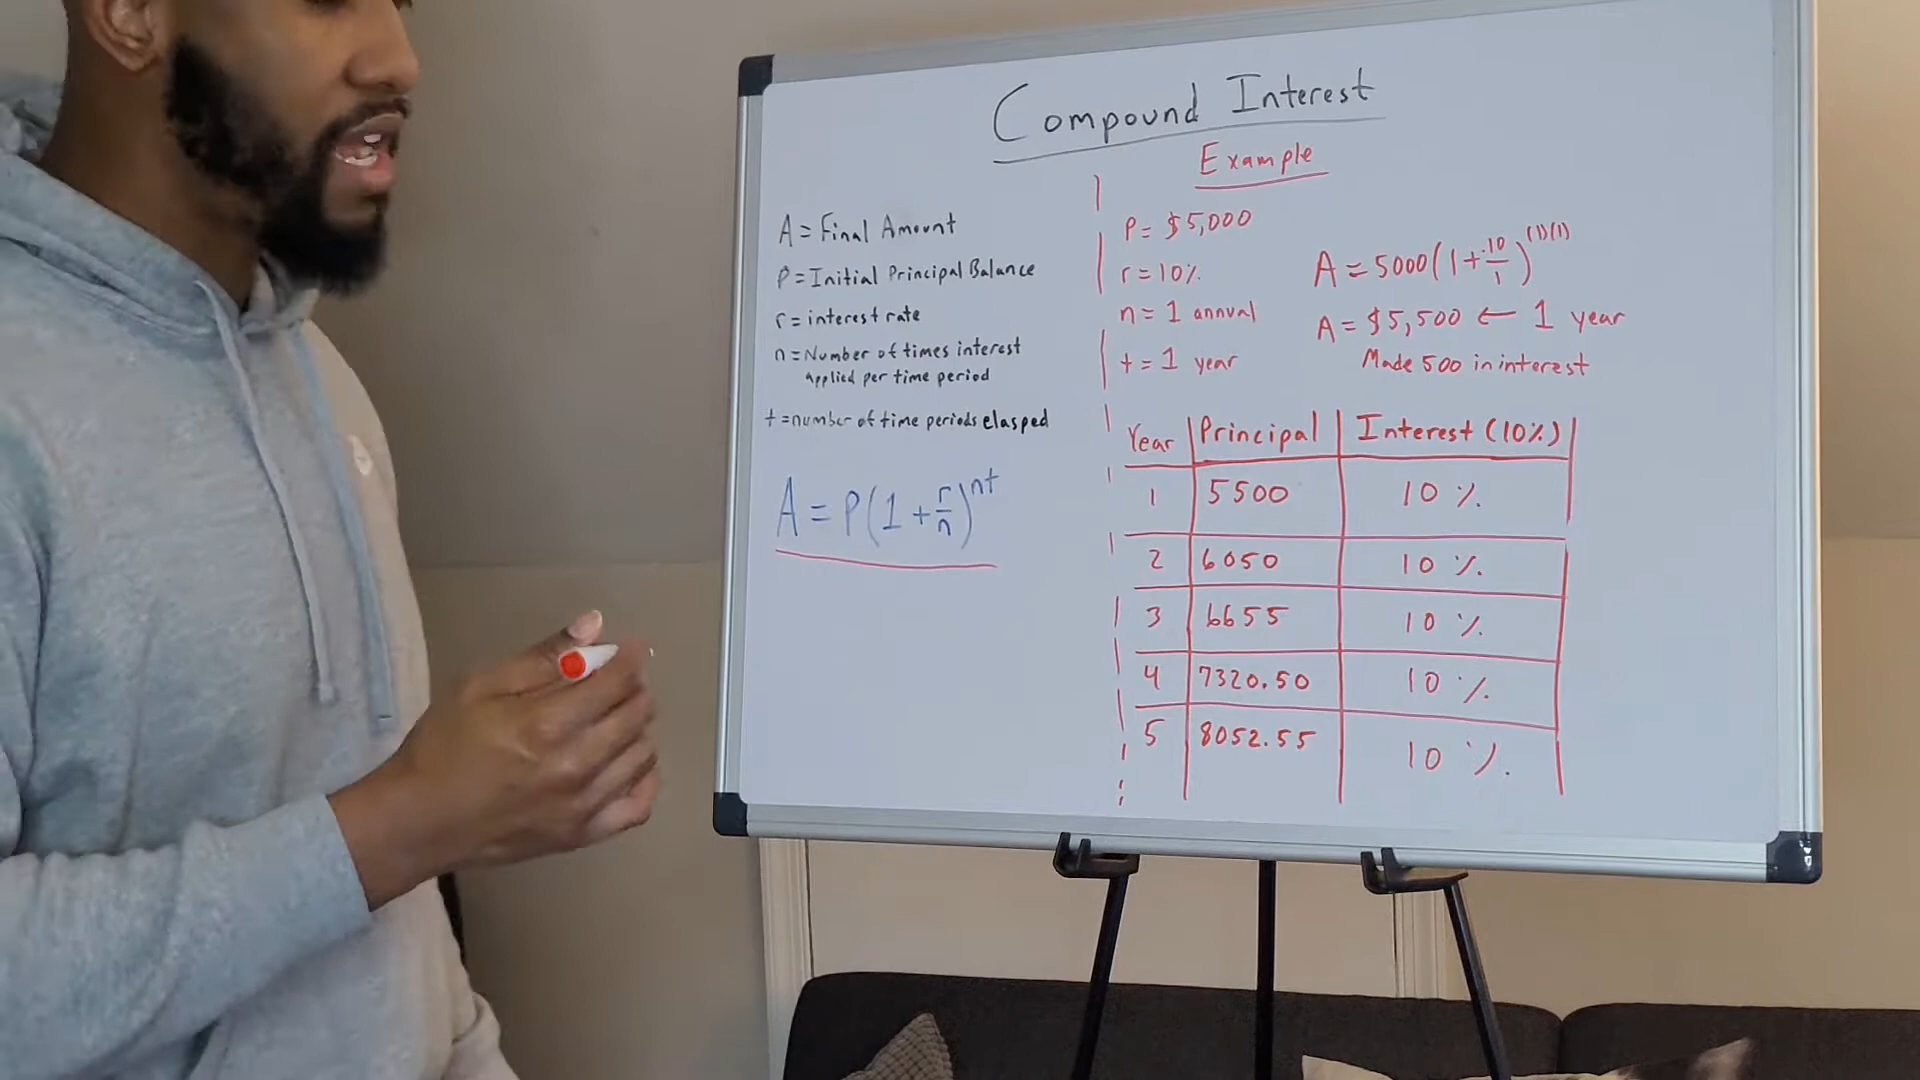 Compound Interest
Example
A = Final Amount
P = Initial Principal Balance
r = interest rate
n = Number of times interest
applied per time period
t = number of time periods elasped
A = P(1 + r/n)^nt
P = $5,000
r = 10%
n = 1 annual
t = 1 year
A = 5000(1 + .10/1)^(1)(1)
A = $5,500 ← 1 year
Made 500 in interest
Year Principal Interest (10%)
1 5500 10 %
2 6050 10 %
3 6655 10 %
4 7320.50 10 %
5 8052.55 10 %